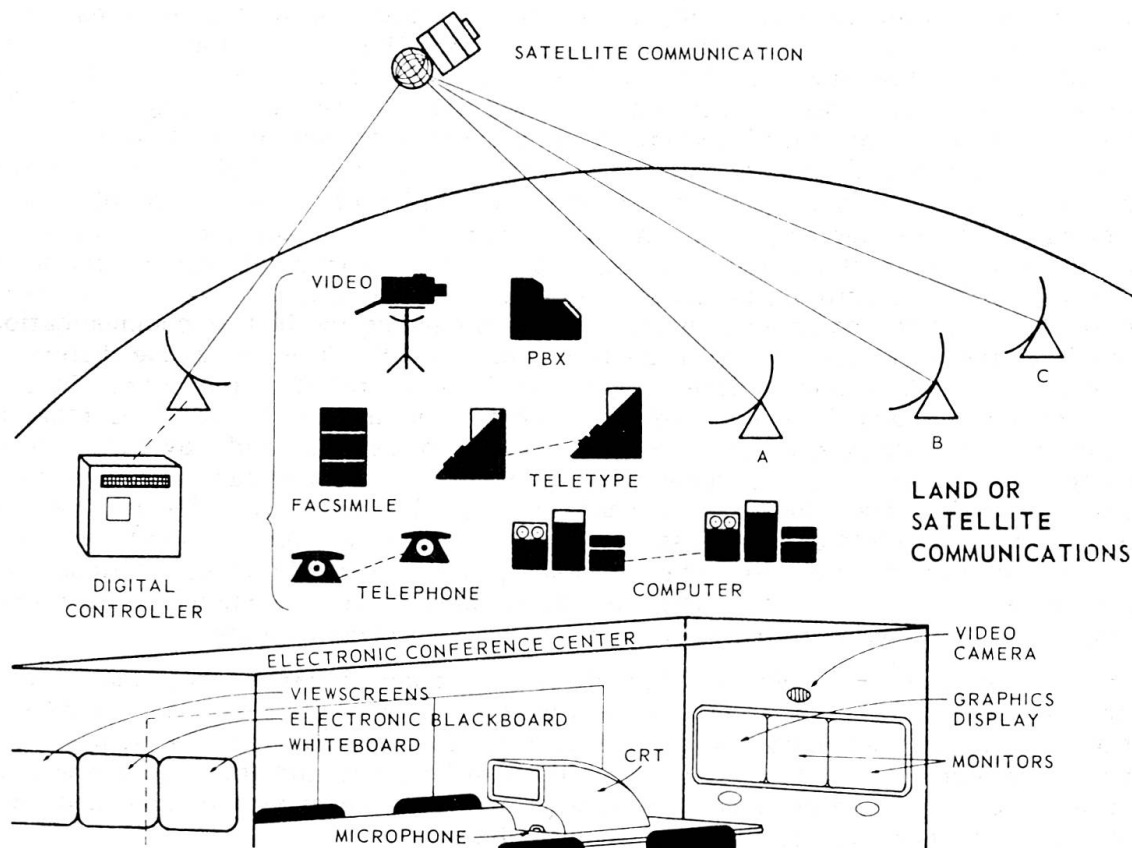 SATELLITE COMMUNICATION
VIDEO
PBX
C
A
B
FACSIMILE
TELETYPE
LAND OR
SATELLITE
COMMUNICATIONS
DIGITAL
CONTROLLER
TELEPHONE
COMPUTER
ELECTRONIC CONFERENCE CENTER
VIDEO
CAMERA
VIEWSCREENS
ELECTRONIC BLACKBOARD
WHITEBOARD
GRAPHICS
DISPLAY
CRT
MONITORS
MICROPHONE